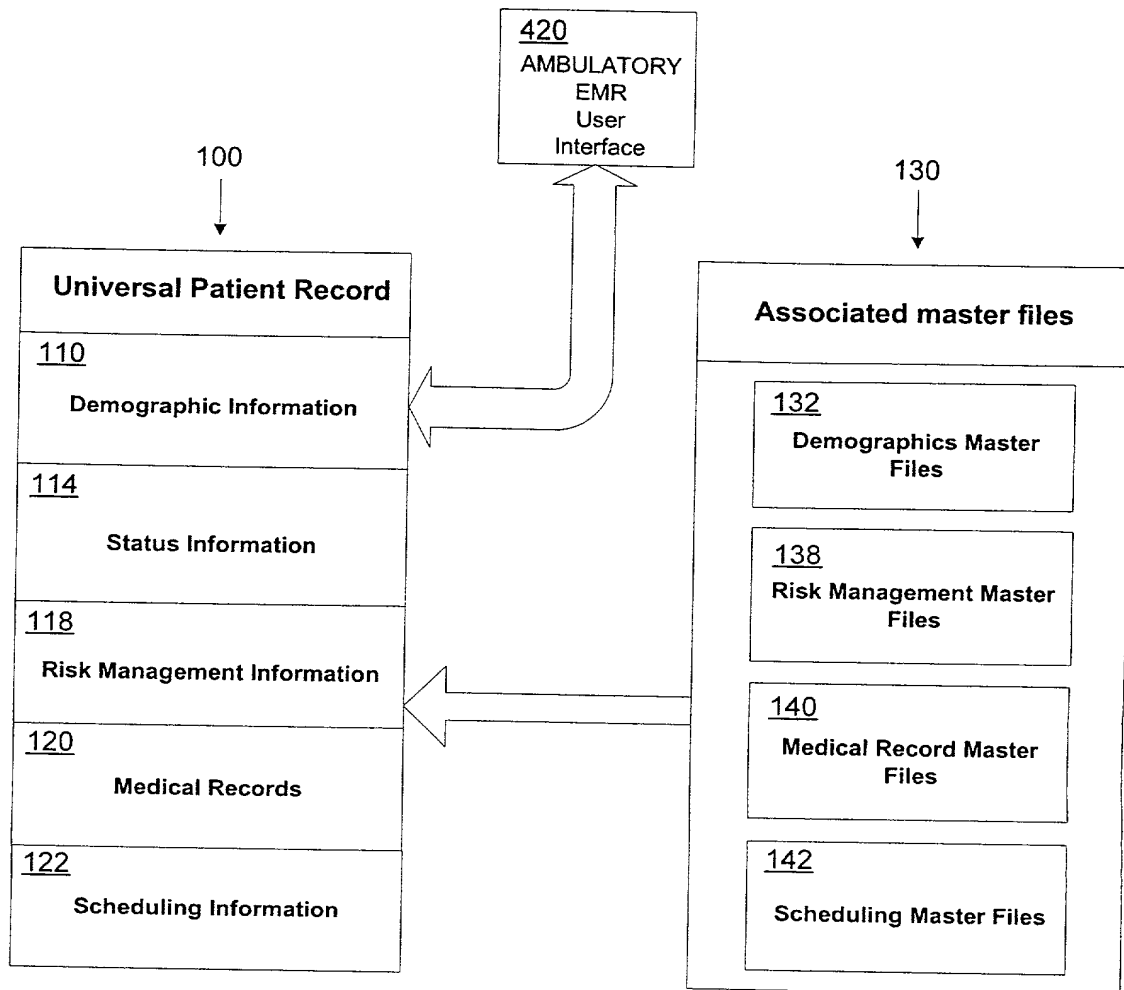 420
AMBULATORY
EMR
User
Interface
100
130
Universal Patient Record
110
Demographic Information
114
Status Information
118
Risk Management Information
120
Medical Records
122
Scheduling Information
Associated master files
132
Demographics Master
Files
138
Risk Management Master
Files
140
Medical Record Master
Files
142
Scheduling Master Files